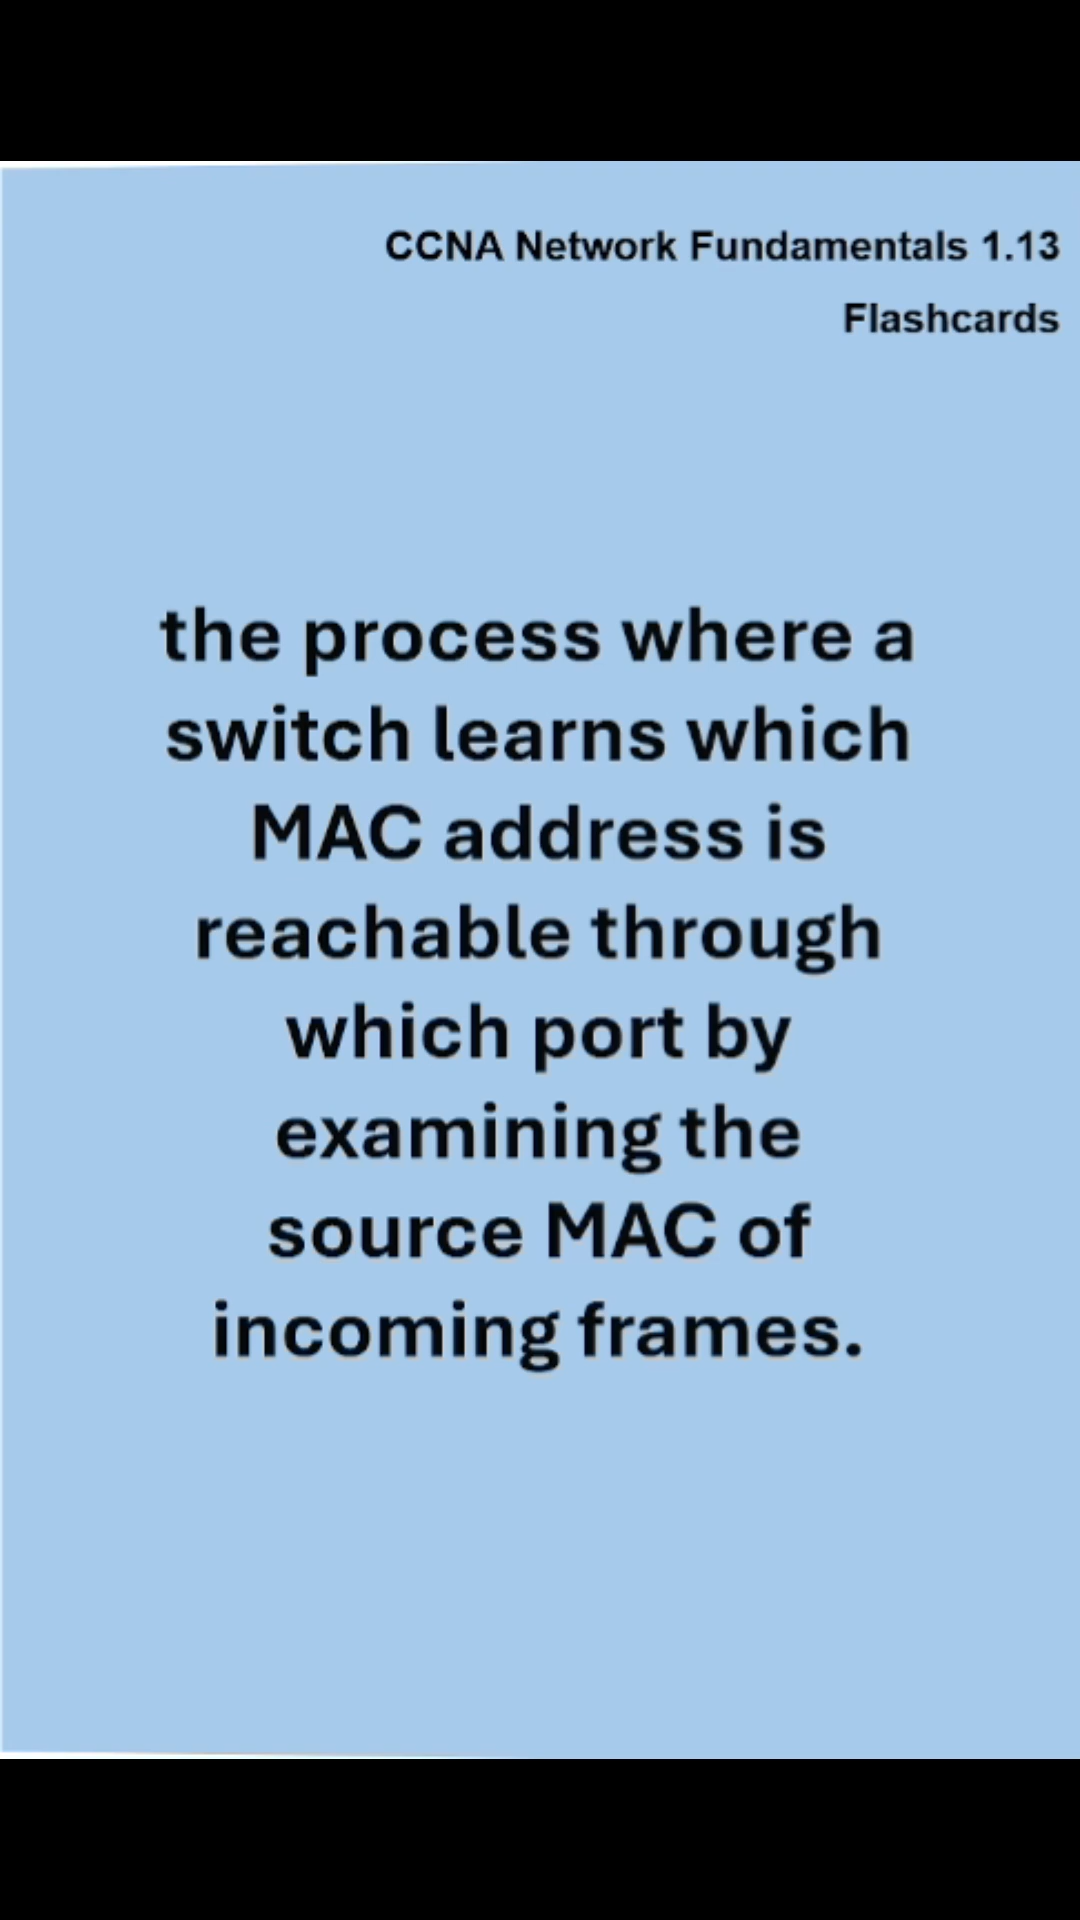 CCNA Network Fundamentals 1.13
Flashcards
the process where a
switch learns which
MAC address is
reachable through
which port by
examining the
source MAC of
incoming frames.